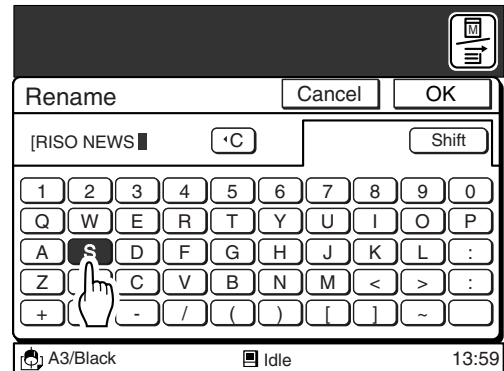 M
Rename Cancel OK
[RISO NEWS ‹C Shift
1 2 3 4 5 6 7 8 9 0
Q W E R T Y U I O P
A S D F G H J K L :
Z C V B N M < > :
+ - / ( ) [ ] ~
A3/Black Idle 13:59